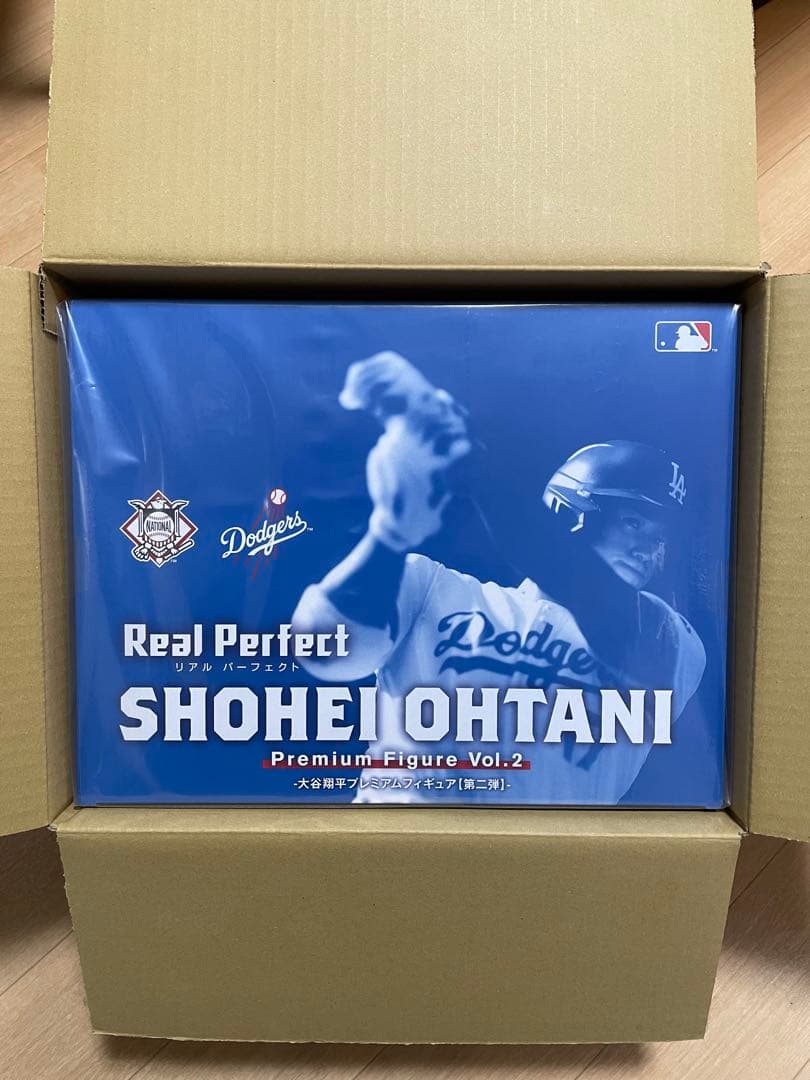 NATIONAL
Dodgers
LA
Dodgers
Real Perfect
リアル パーフェクト
SHOHEI OHTANI
Premium Figure Vol.2
-大谷翔平プレミアムフィギュア【第二弾】-